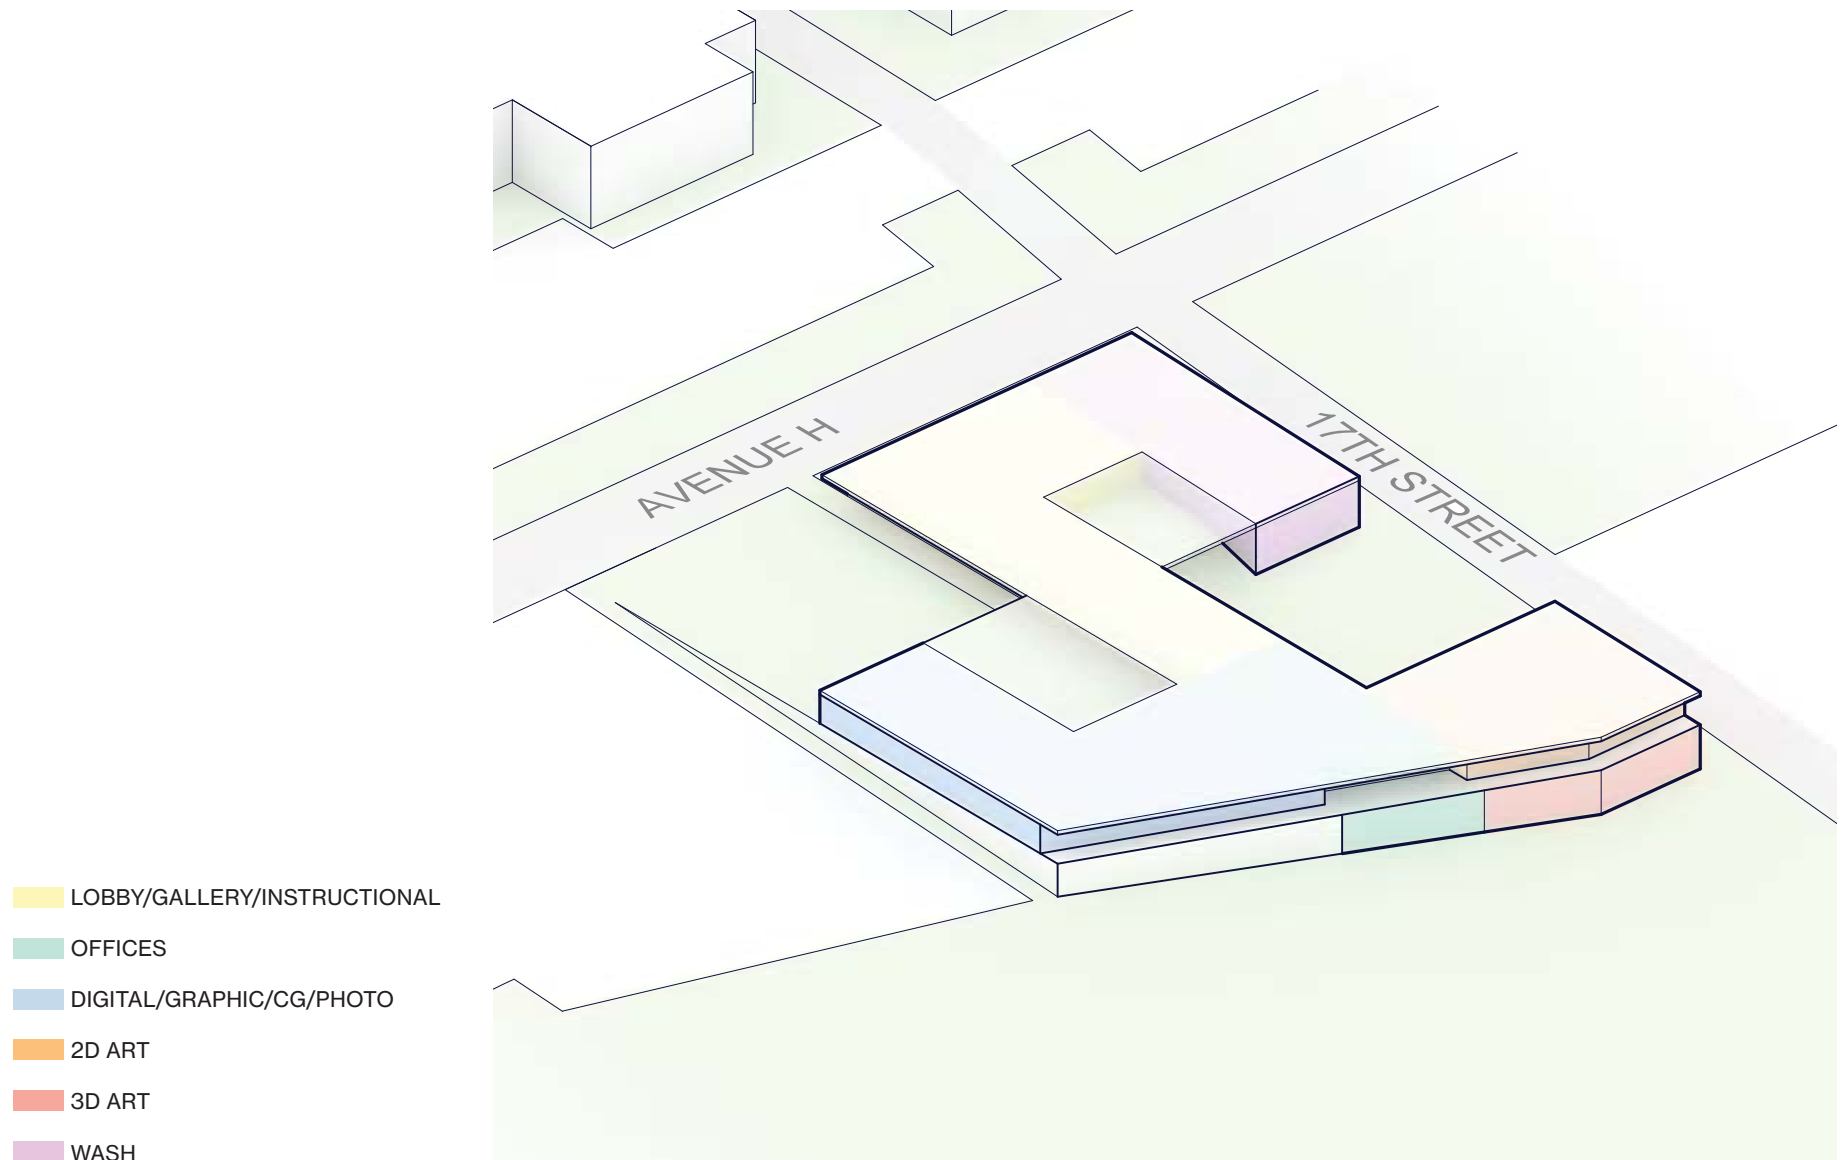 AVENUE H
17TH STREET
LOBBY/GALLERY/INSTRUCTIONAL
OFFICES
DIGITAL/GRAPHIC/CG/PHOTO
2D ART
3D ART
WASH